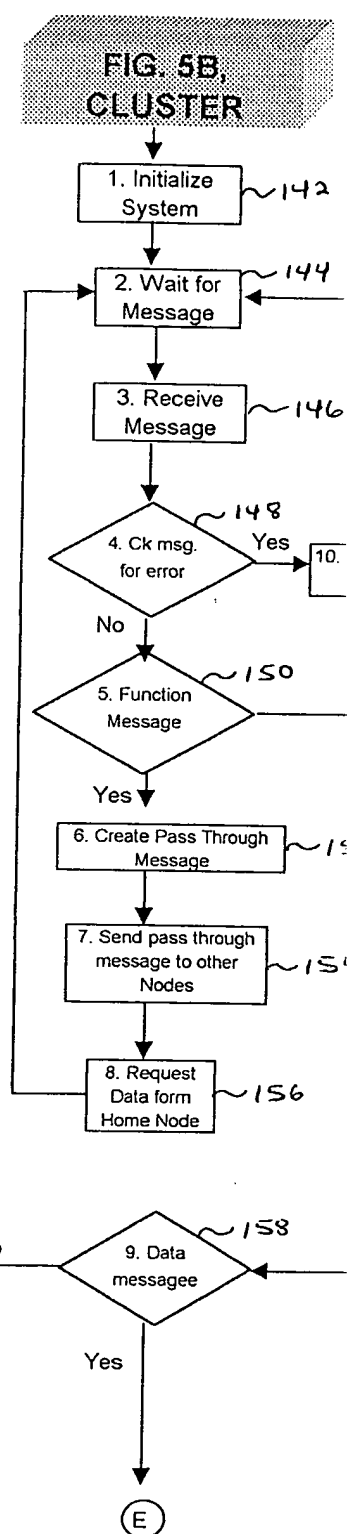 FIG. 5B,
CLUSTER
1. Initialize
System
142
2. Wait for
Message
144
3. Receive
Message
146
4. Ck msg.
for error
148
Yes
10.
No
5. Function
Message
150
Yes
6. Create Pass Through
Message
7. Send pass through
message to other
Nodes
8. Request
Data form
Home Node
156
9. Data
messagee
158
Yes
E